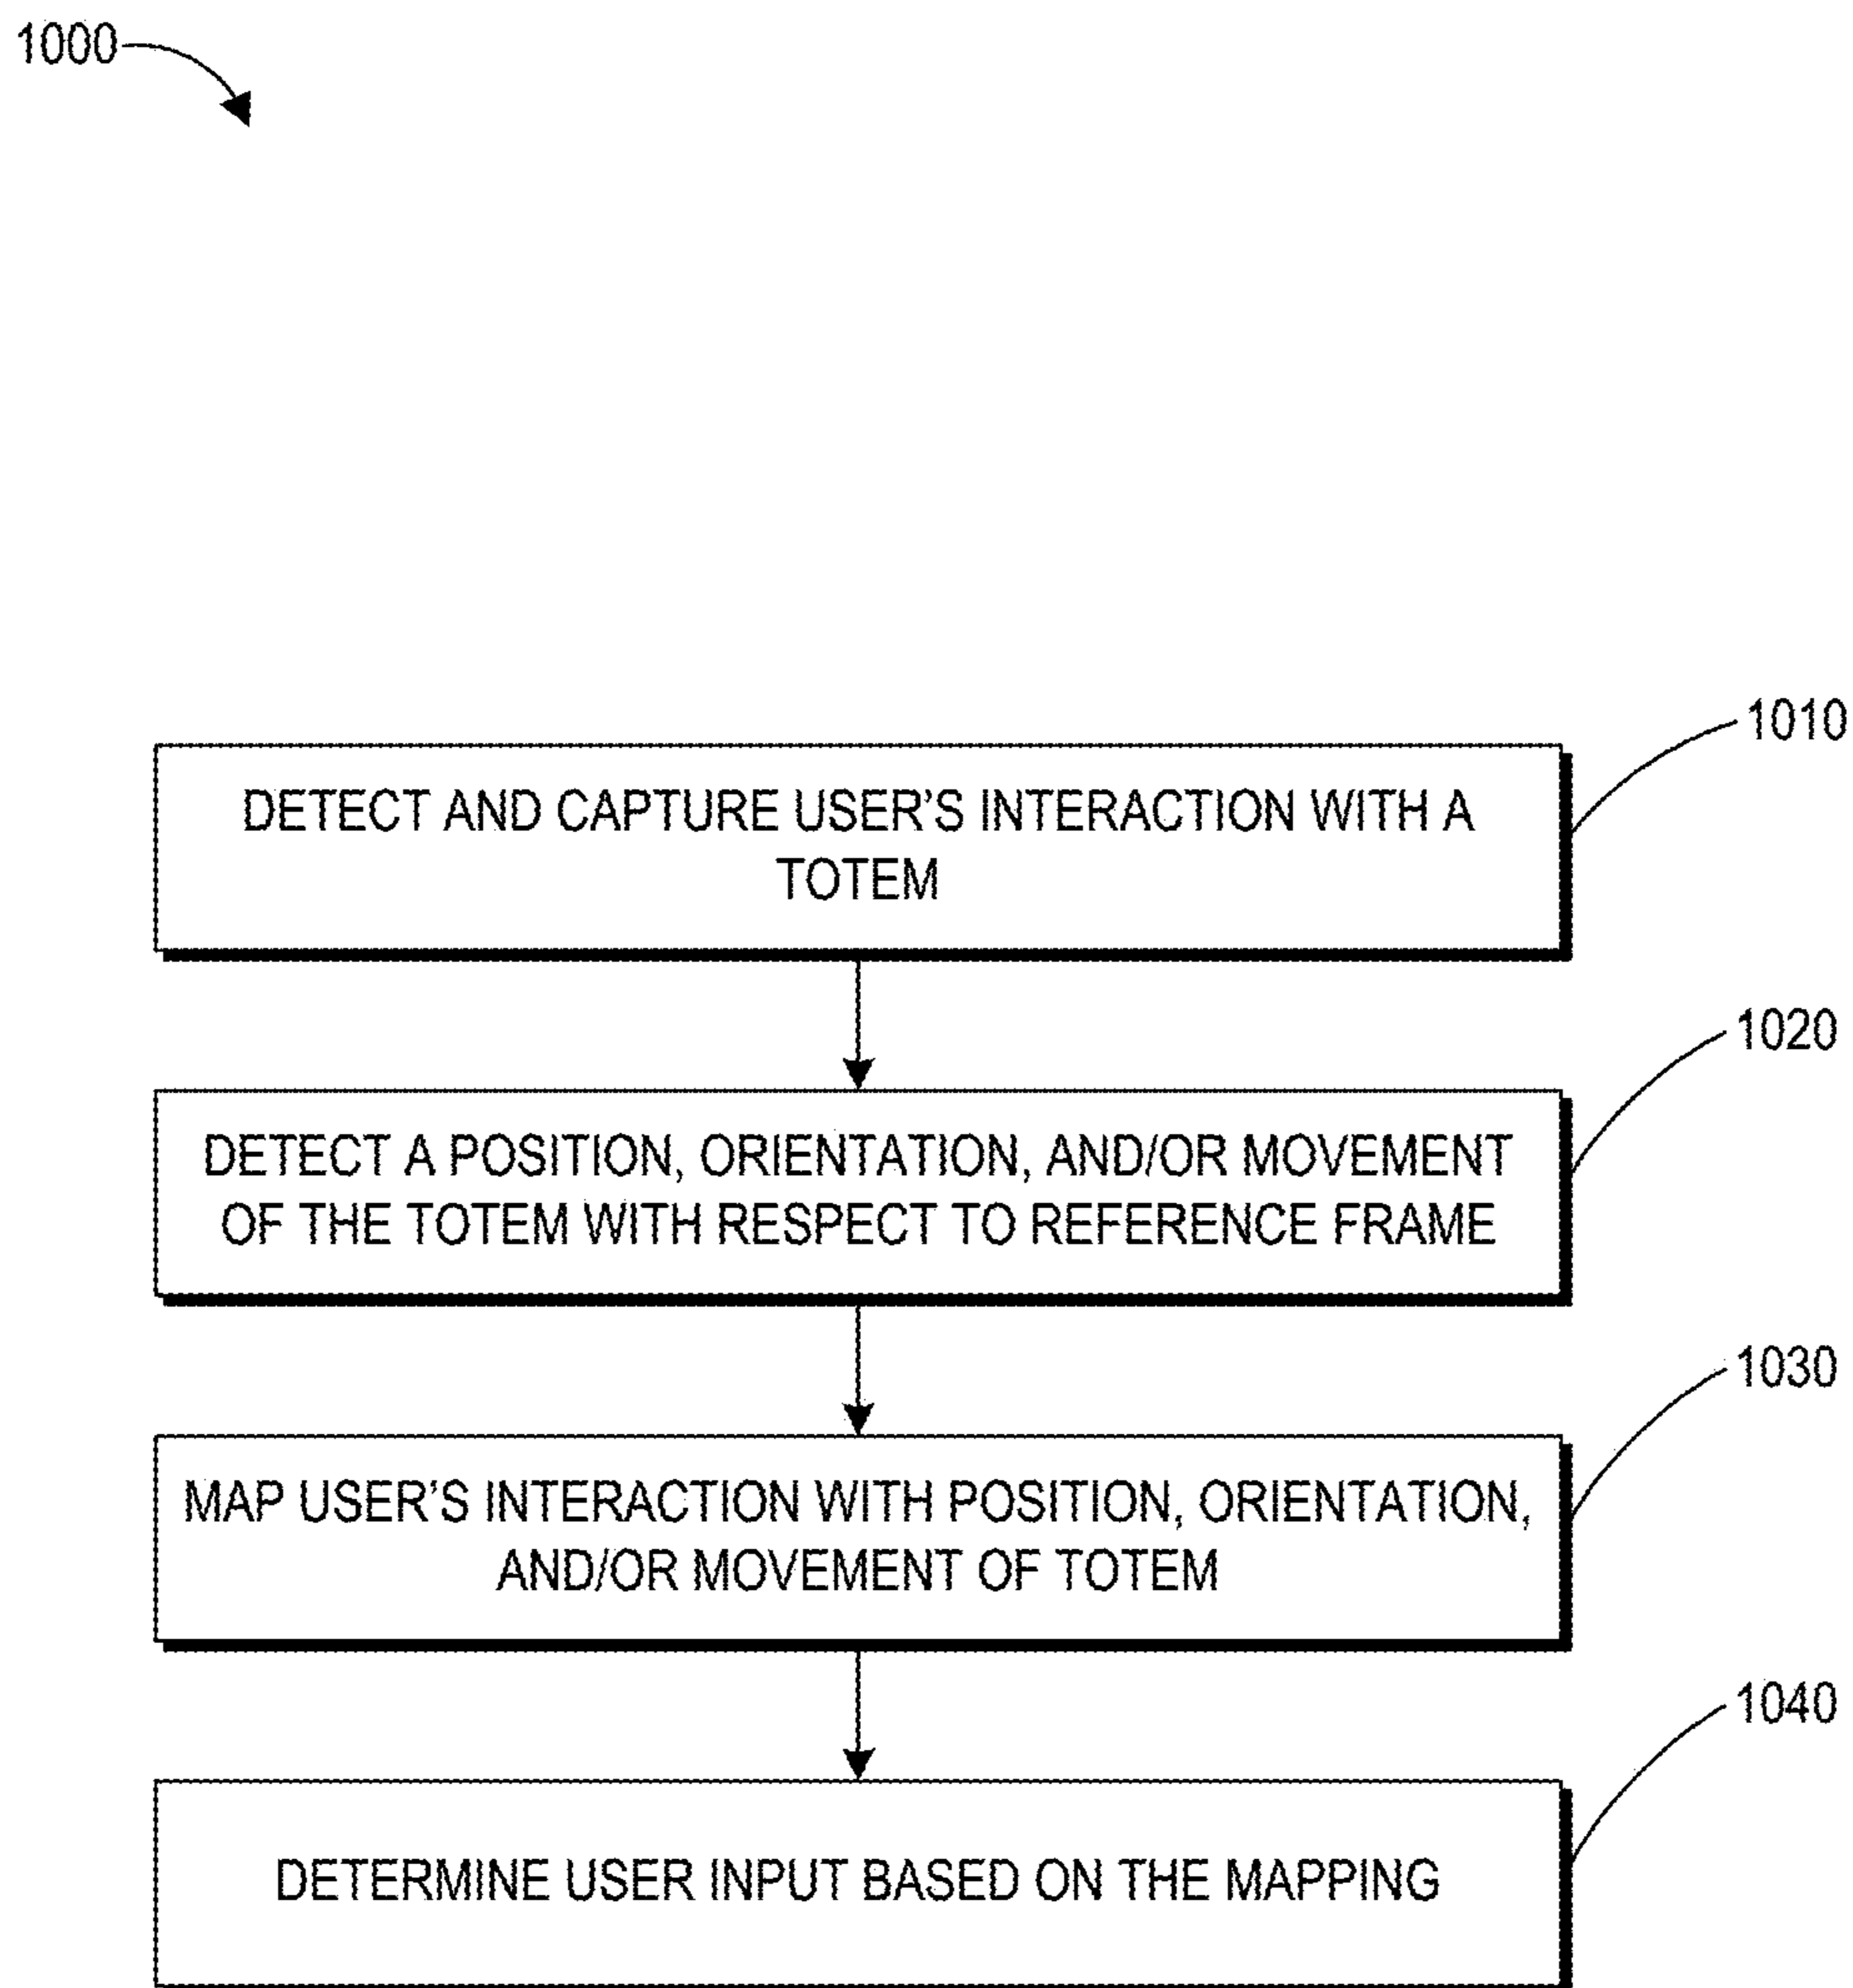 1000
1010
DETECT AND CAPTURE USER'S INTERACTION WITH A
TOTEM
1020
DETECT A POSITION, ORIENTATION, AND/OR MOVEMENT
OF THE TOTEM WITH RESPECT TO REFERENCE FRAME
1030
MAP USER'S INTERACTION WITH POSITION, ORIENTATION,
AND/OR MOVEMENT OF TOTEM
1040
DETERMINE USER INPUT BASED ON THE MAPPING